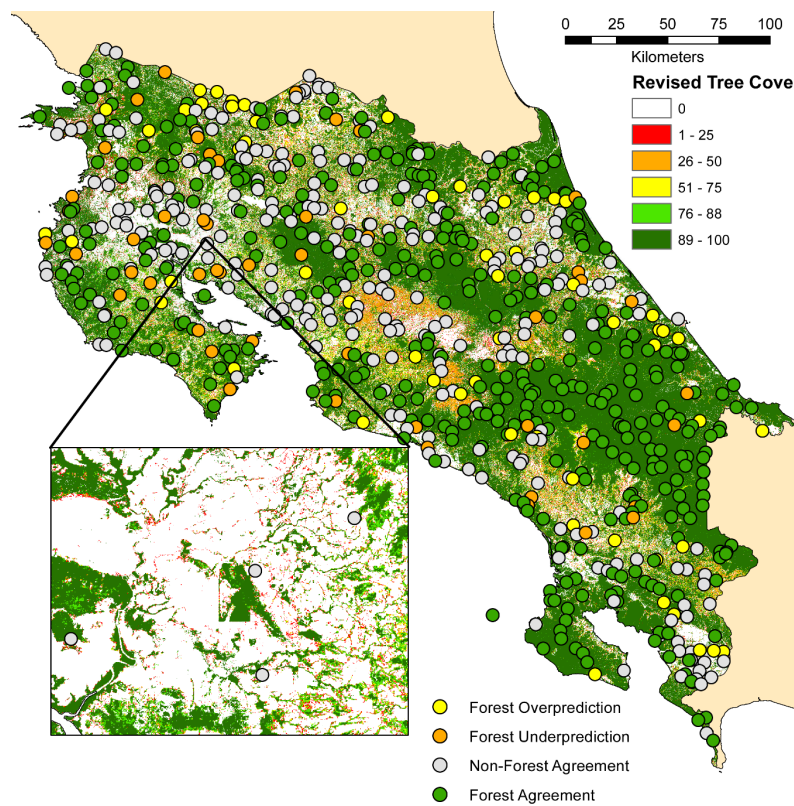 0 25 50 75 100
Kilometers
Revised Tree Cove
0
1 - 25
26 - 50
51 - 75
76 - 88
89 - 100
Forest Overprediction
Forest Underprediction
Non-Forest Agreement
Forest Agreement